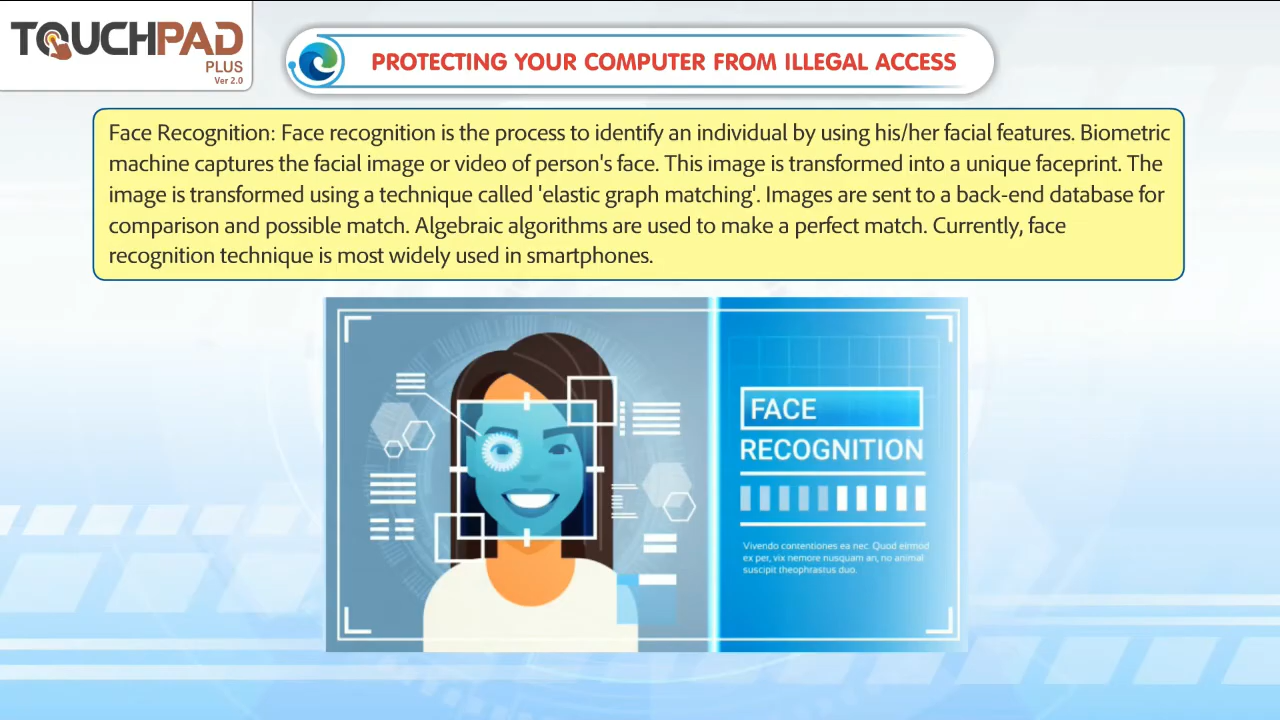 TOUCHPAD
PLUS
Ver 2.0
PROTECTING YOUR COMPUTER FROM ILLEGAL ACCESS
Face Recognition: Face recognition is the process to identify an individual by using his/her facial features. Biometric
machine captures the facial image or video of person's face. This image is transformed into a unique faceprint. The
image is transformed using a technique called 'elastic graph matching'. Images are sent to a back-end database for
comparison and possible match. Algebraic algorithms are used to make a perfect match. Currently, face
recognition technique is most widely used in smartphones.
FACE
RECOGNITION
Vivendo contentiones ea nec. Quod eirmod
ex per, vix nemore nusquam an, no animal
suscipit theophrastus duo.